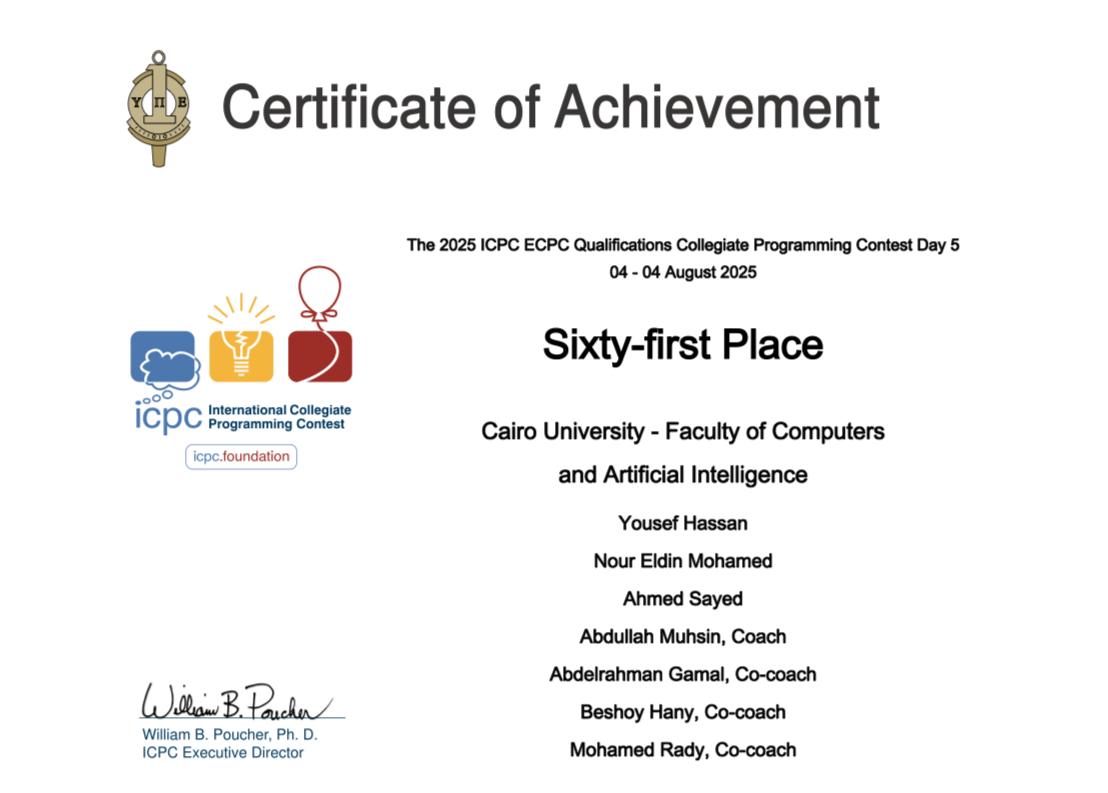 Υ Π Ε
Certificate of Achievement
The 2025 ICPC ECPC Qualifications Collegiate Programming Contest Day 5
04 - 04 August 2025
Sixty-first Place
icpc International Collegiate
Programming Contest
icpc.foundation
Cairo University - Faculty of Computers
and Artificial Intelligence
Yousef Hassan
Nour Eldin Mohamed
Ahmed Sayed
Abdullah Muhsin, Coach
Abdelrahman Gamal, Co-coach
Beshoy Hany, Co-coach
Mohamed Rady, Co-coach
William B. Poucher
William B. Poucher, Ph. D.
ICPC Executive Director